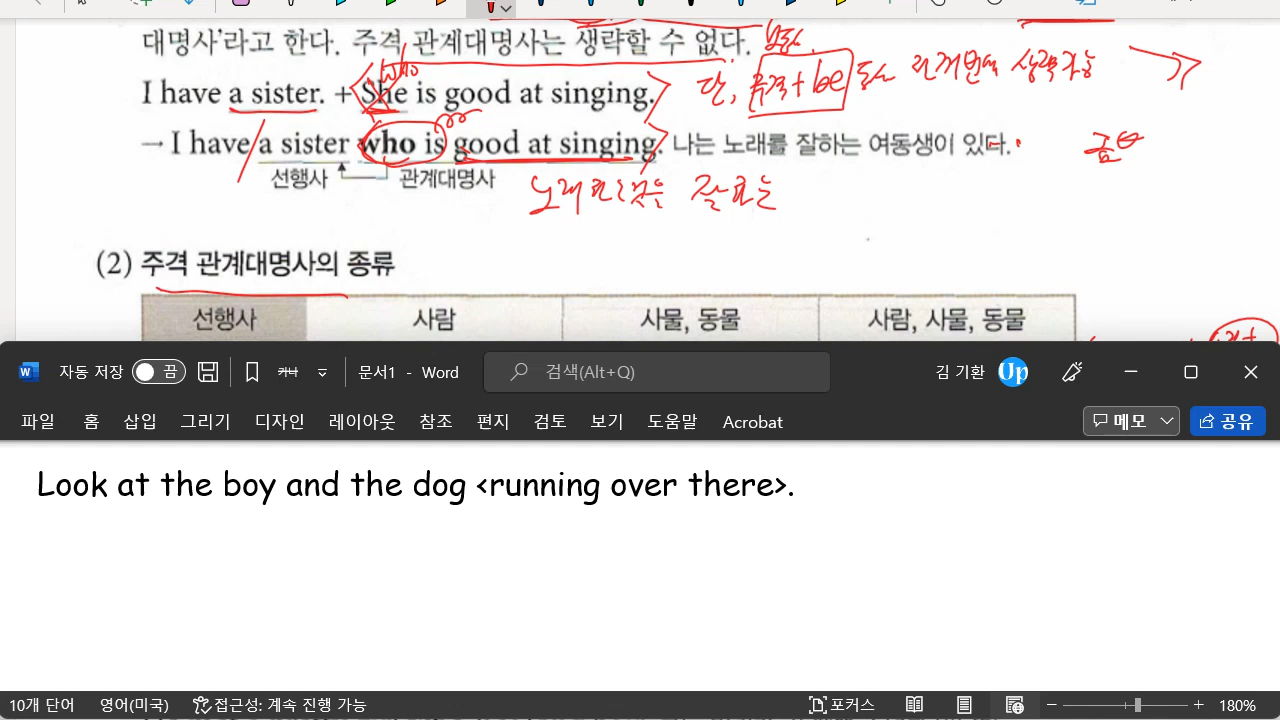 대명사'라고 한다. 주격 관계대명사는 생략할 수 없다.
who
단, 주격+be동사 생략가능
I have a sister. + She is good at singing.
→ I have a sister who is good at singing. 나는 노래를 잘하는 여동생이 있다.
선행사 관계대명사
잘하는
(2) 주격 관계대명사의 종류
선행사 사람 사물, 동물 사람, 사물, 동물
자동 저장 끔 문서1 - Word 검색(Alt+Q) 김 기환 Up
파일 홈 삽입 그리기 디자인 레이아웃 참조 편지 검토 보기 도움말 Acrobat 메모 공유
Look at the boy and the dog <running over there>.
10개 단어 영어(미국) 접근성: 계속 진행 가능 포커스 180%